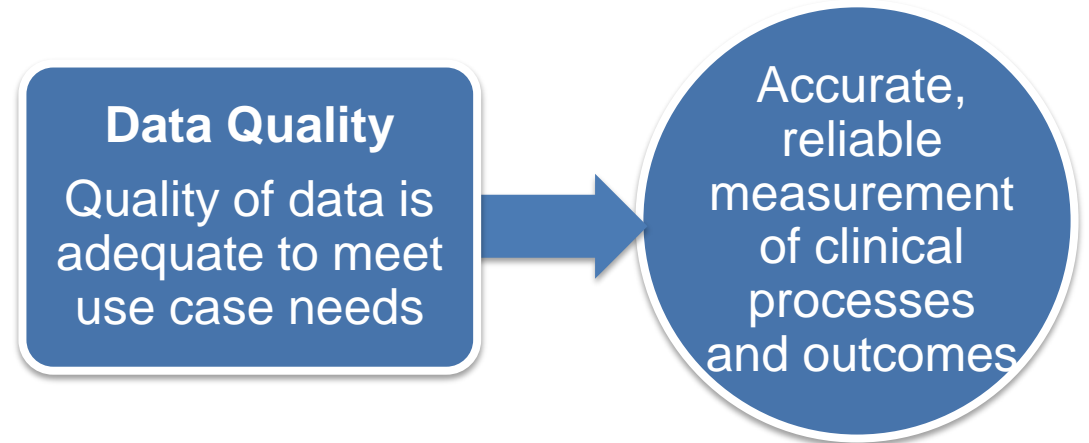 Data Quality
Quality of data is
adequate to meet
use case needs
Accurate,
reliable
measurement
of clinical
processes
and outcomes